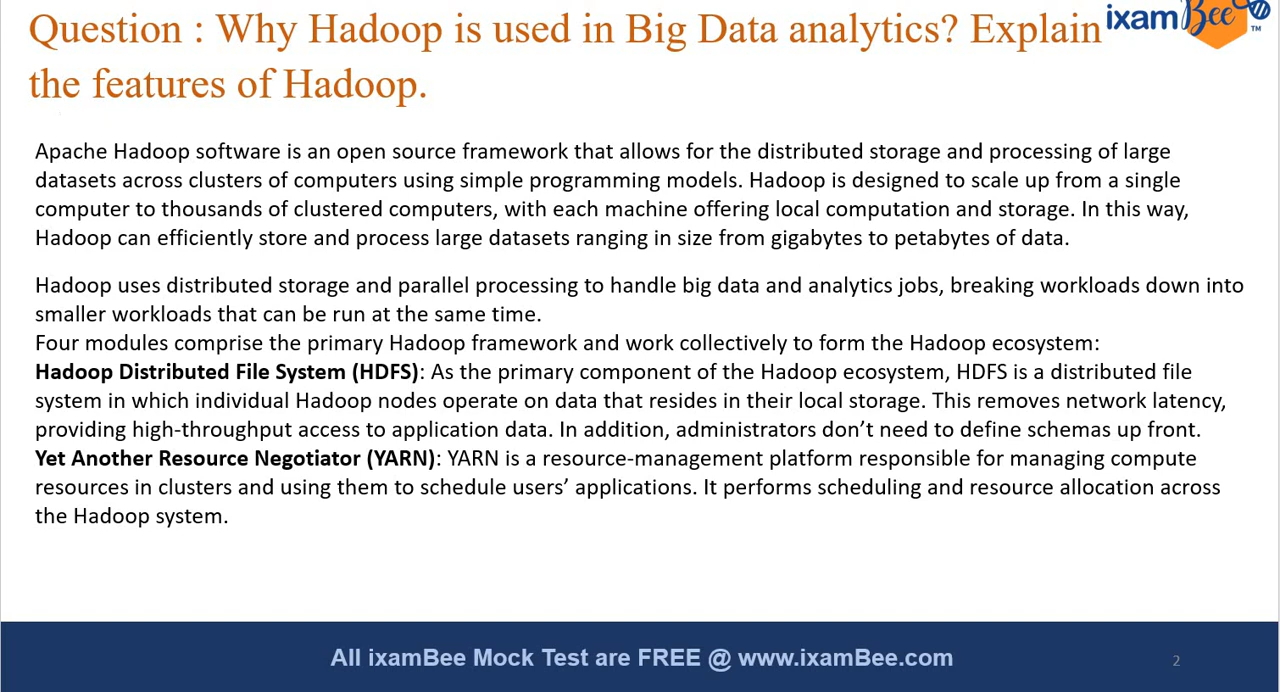 Question : Why Hadoop is used in Big Data analytics? Explain
the features of Hadoop.
ixamBee ™
Apache Hadoop software is an open source framework that allows for the distributed storage and processing of large
datasets across clusters of computers using simple programming models. Hadoop is designed to scale up from a single
computer to thousands of clustered computers, with each machine offering local computation and storage. In this way,
Hadoop can efficiently store and process large datasets ranging in size from gigabytes to petabytes of data.
Hadoop uses distributed storage and parallel processing to handle big data and analytics jobs, breaking workloads down into
smaller workloads that can be run at the same time.
Four modules comprise the primary Hadoop framework and work collectively to form the Hadoop ecosystem:
Hadoop Distributed File System (HDFS): As the primary component of the Hadoop ecosystem, HDFS is a distributed file
system in which individual Hadoop nodes operate on data that resides in their local storage. This removes network latency,
providing high-throughput access to application data. In addition, administrators don’t need to define schemas up front.
Yet Another Resource Negotiator (YARN): YARN is a resource-management platform responsible for managing compute
resources in clusters and using them to schedule users’ applications. It performs scheduling and resource allocation across
the Hadoop system.
All ixamBee Mock Test are FREE @ www.ixamBee.com
2